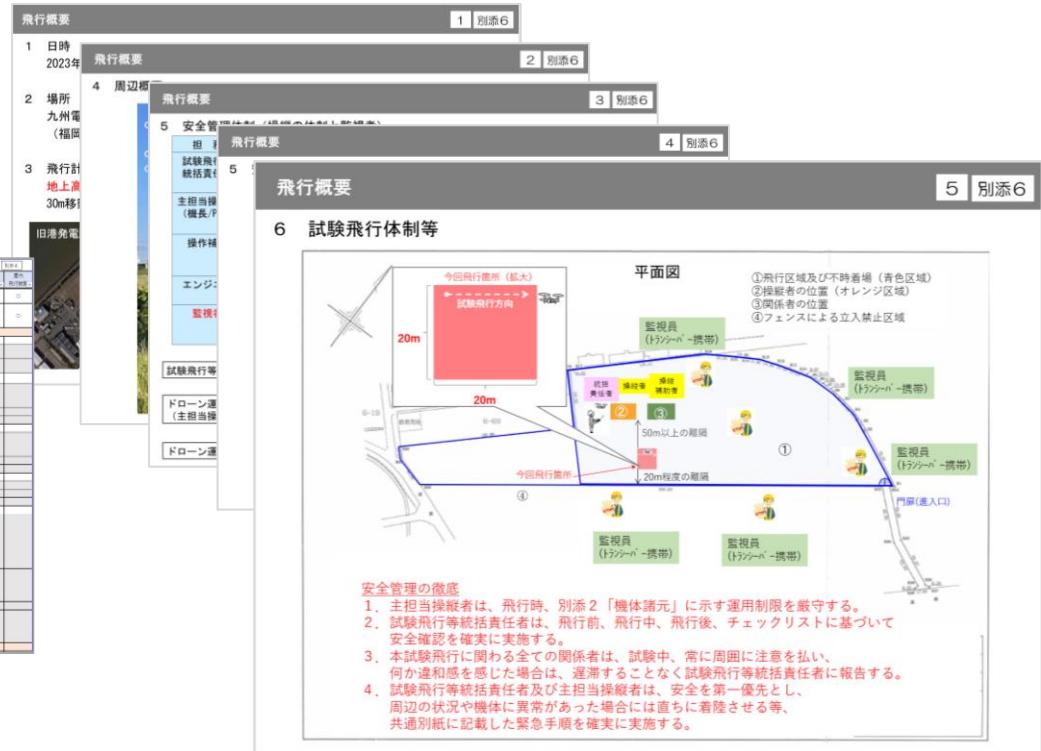 飛行概要
1 別添6
1 日時
2023年
2 場所
九州電
(福岡
3 飛行計
地上高
30m移
旧港発電
飛行概要
2 別添6
4 周辺概
飛行概要
3 別添6
5 安全管理体制(操縦の体制と監視者)
担
試験飛行
統括責任
主担当操
(機長/P
操作補
エンジニ
監視者
試験飛行等
ドローン運
(主担当操
ドローン運
飛行概要
4 別添6
5
飛行概要
5 別添6
6 試験飛行体制等
平面図
①飛行区域及び不時着場(青色区域)
②操縦者の位置(オレンジ区域)
③関係者の位置
④フェンスによる立入禁止区域
今回飛行箇所(拡大)
試験飛行方向
20m
20m
監視員
(トランシーバー携帯)
監視員
(トランシーバー携帯)
監視員
(トランシーバー携帯)
統括
責任者
操縦者
操縦
補助者
②
③
50m以上の離隔
①
今回飛行箇所
20m程度の離隔
④
門扉(進入口)
監視員
(トランシーバー携帯)
監視員
(トランシーバー携帯)
安全管理の徹底
1.主担当操縦者は、飛行時、別添2「機体諸元」に示す運用制限を厳守する。
2.試験飛行等統括責任者は、飛行前、飛行中、飛行後、チェックリストに基づいて
安全確認を確実に実施する。
3.本試験飛行に関わる全ての関係者は、試験中、常に周囲に注意を払い、
何か違和感を感じた場合は、遅滞することなく試験飛行等統括責任者に報告する。
4.試験飛行等統括責任者及び主担当操縦者は、安全を第一優先とし、
周辺の状況や機体に異常があった場合には直ちに着陸させる等、
共通別紙に記載した緊急手順を確実に実施する。